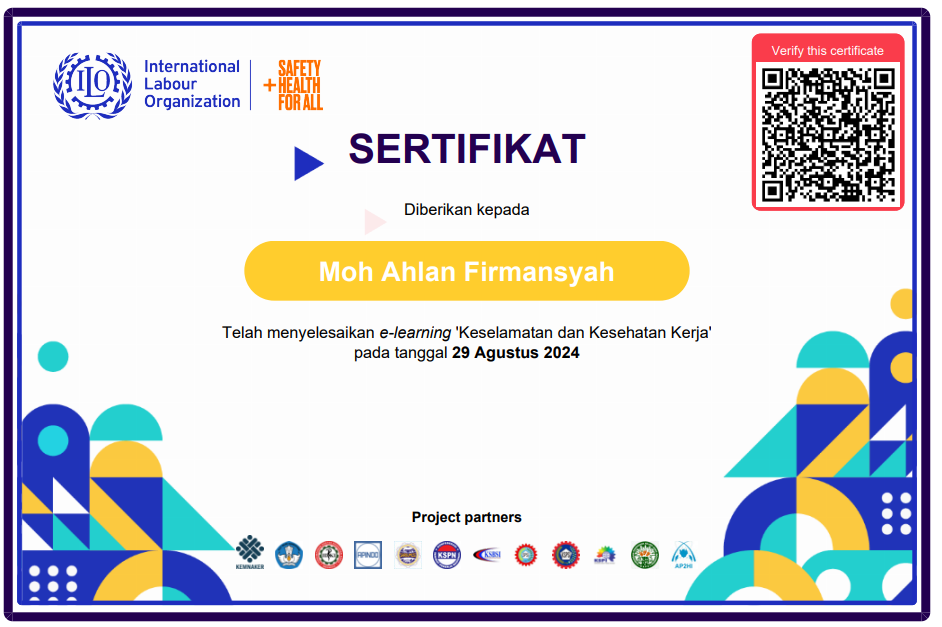 ILO
International
Labour
Organization
+ SAFETY
HEALTH
FOR ALL
Verify this certificate
SERTIFIKAT
Diberikan kepada
Moh Ahlan Firmansyah
Telah menyelesaikan e-learning 'Keselamatan dan Kesehatan Kerja'
pada tanggal 29 Agustus 2024
Project partners
KEMNAKER
APINDO
KSPN
KSBSI
AP2HI